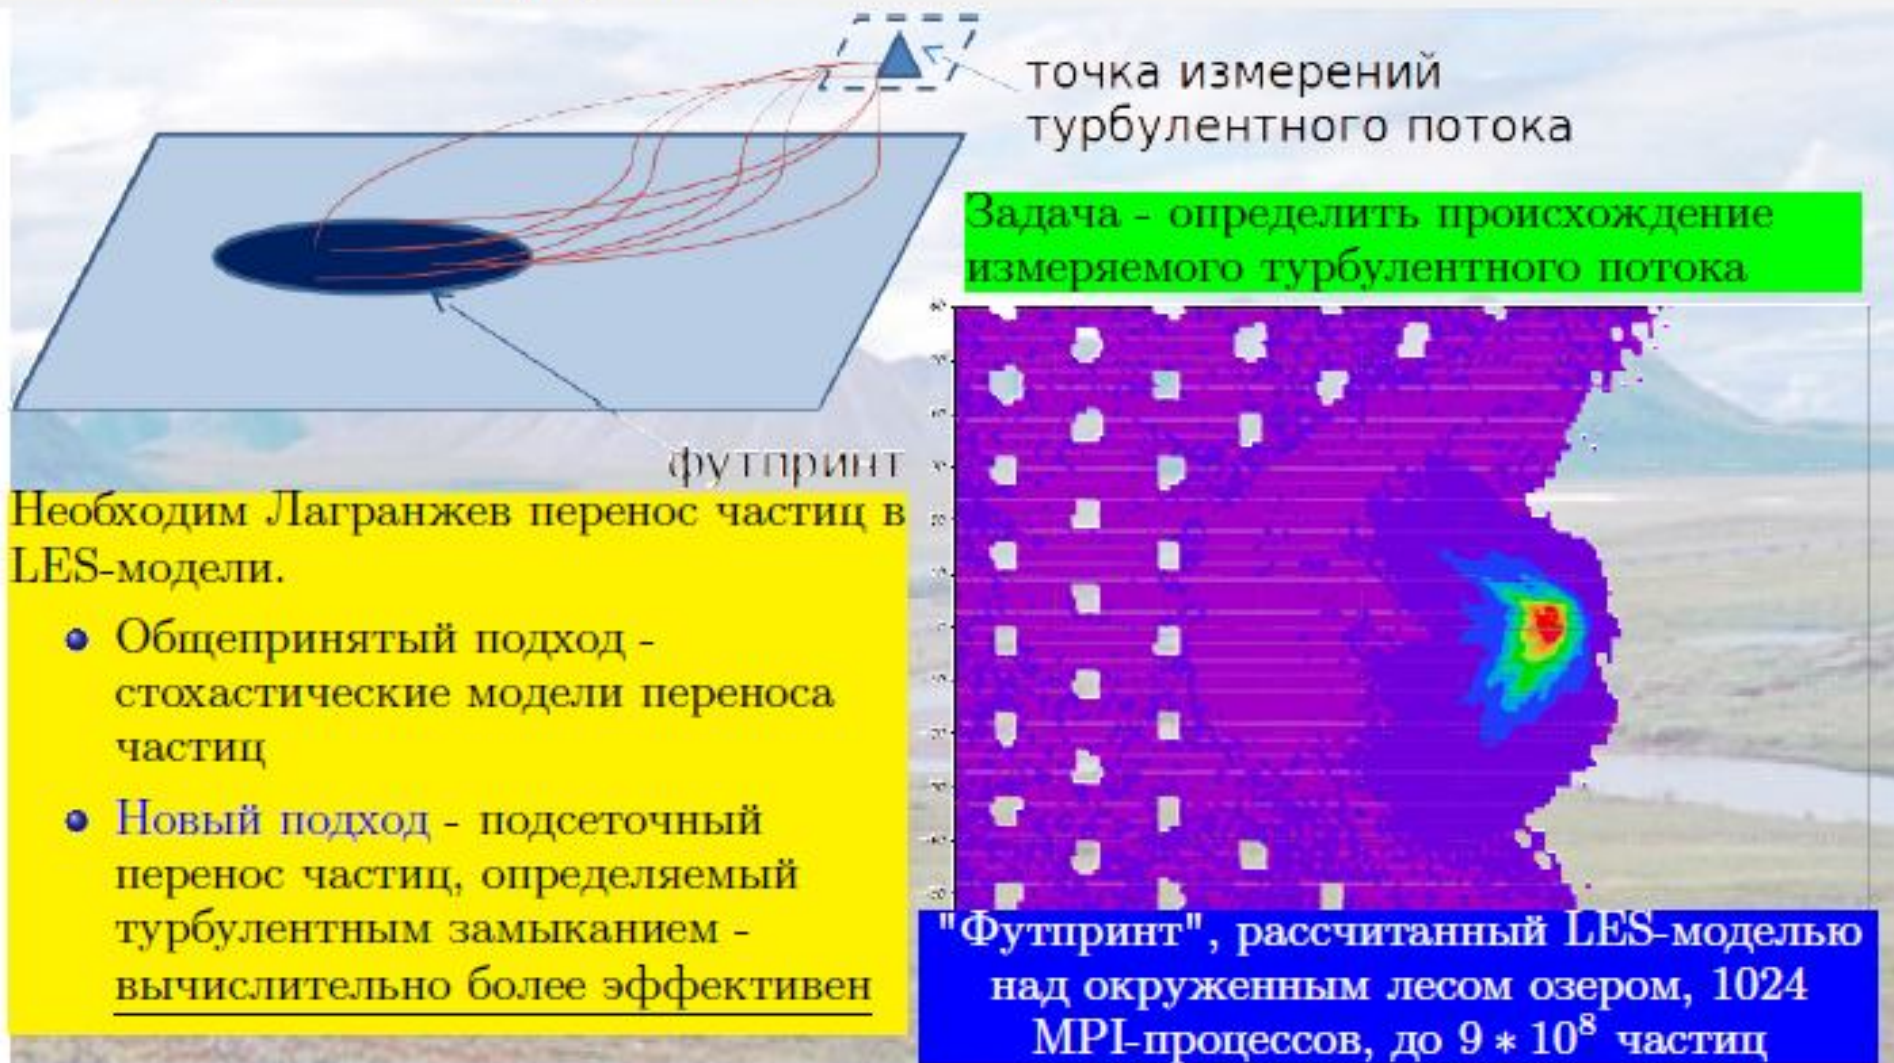 точка измерений
турбулентного потока
Задача - определить происхождение
измеряемого турбулентного потока
футпринт
Необходим Лагранжев перенос частиц в
LES-модели.
Общепринятый подход -
стохастические модели переноса
частиц
Новый подход - подсеточный
перенос частиц, определяемый
турбулентным замыканием -
вычислительно более эффективен
"Футпринт", рассчитанный LES-моделью
над окруженным лесом озером, 1024
MPI-процессов, до 9 * 10⁸ частиц